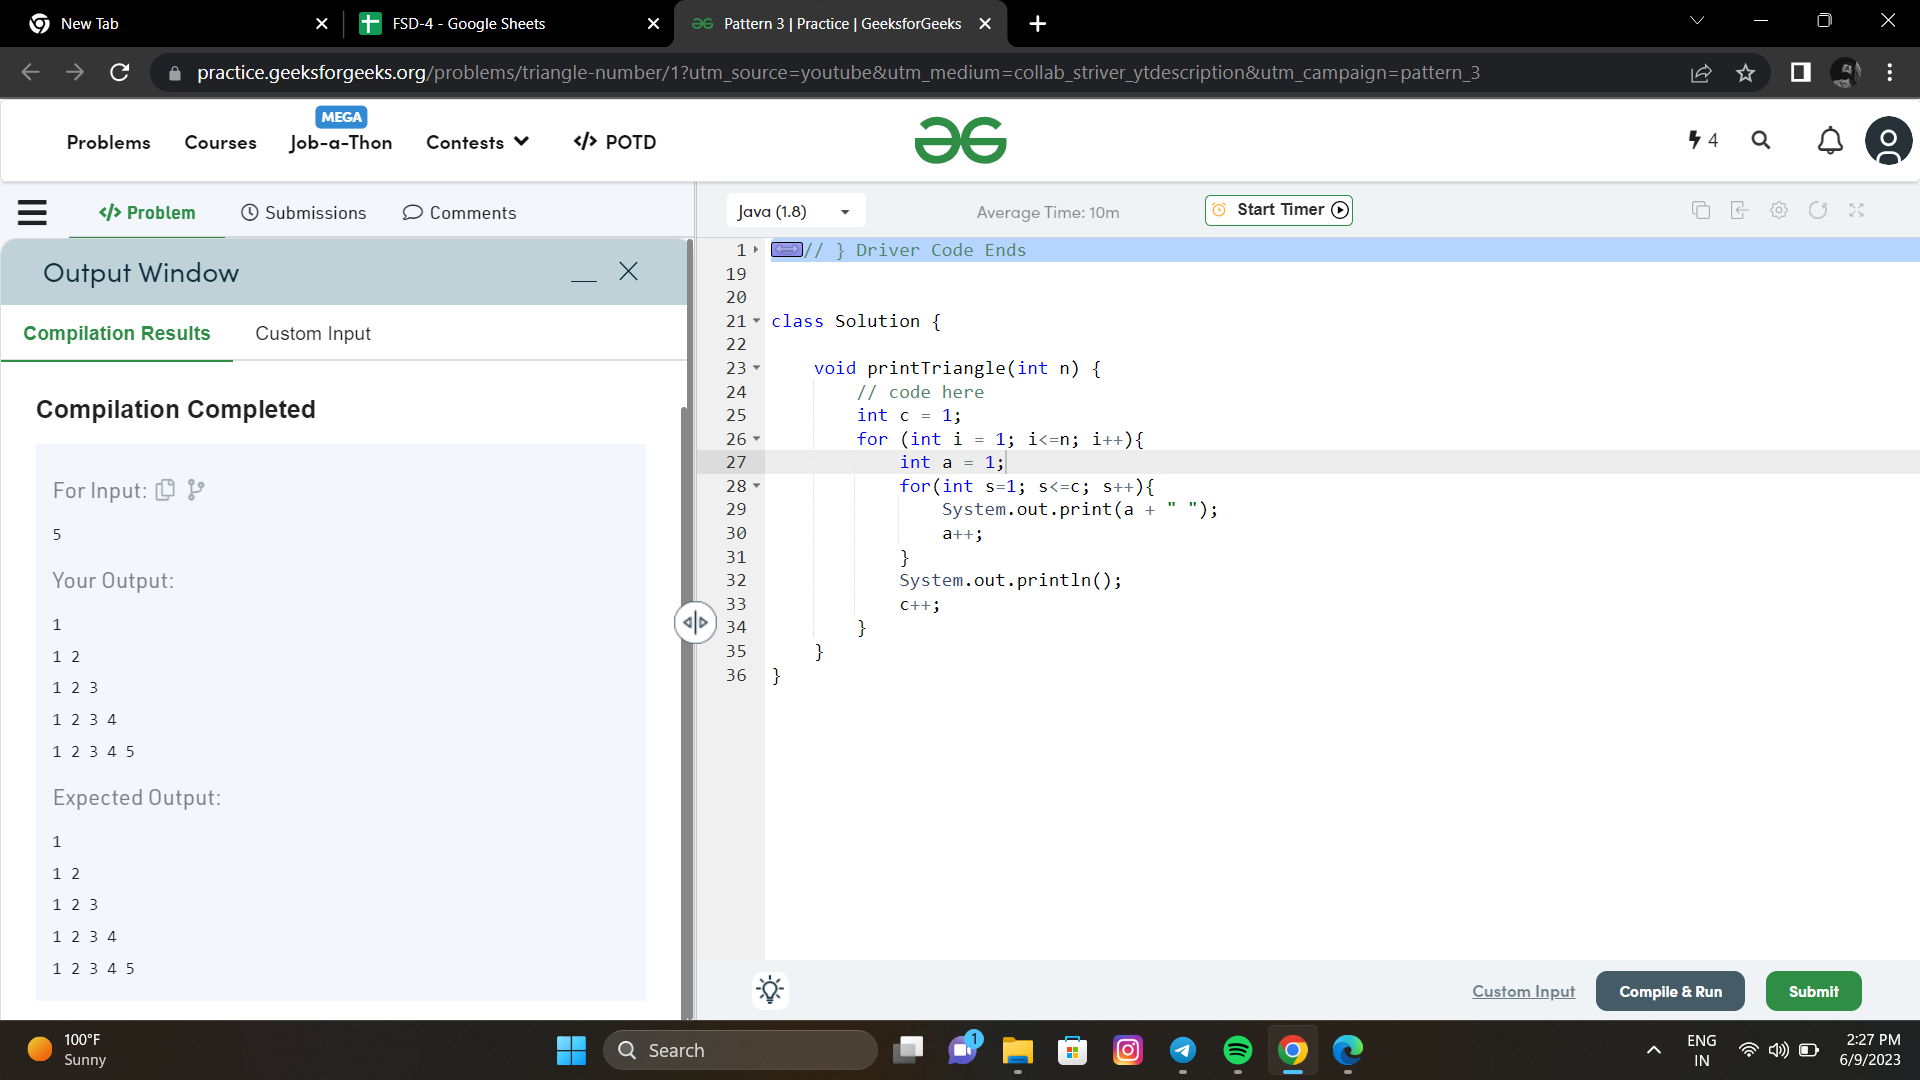 New Tab
FSD-4 - Google Sheets
Pattern 3 | Practice | GeeksforGeeks
practice.geeksforgeeks.org/problems/triangle-number/1?utm_source=youtube&utm_medium=collab_striver_ytdescription&utm_campaign=pattern_3
MEGA
Problems Courses Job-a-Thon Contests </> POTD
4
</> Problem Submissions Comments
Java (1.8) Average Time: 10m Start Timer
Output Window
Compilation Results Custom Input
Compilation Completed
For Input:
5
Your Output:
1
1 2
1 2 3
1 2 3 4
1 2 3 4 5
Expected Output:
1
1 2
1 2 3
1 2 3 4
1 2 3 4 5
1 // } Driver Code Ends
19
20
21 class Solution {
22
23     void printTriangle(int n) {
24         // code here
25         int c = 1;
26         for (int i = 1; i<=n; i++){
27             int a = 1;
28             for(int s=1; s<=c; s++){
29                 System.out.print(a + " ");
30                 a++;
31             }
32             System.out.println();
33             c++;
34         }
35     }
36 }
Custom Input Compile & Run Submit
100°F
Sunny
Search
1
ENG
IN
2:27 PM
6/9/2023